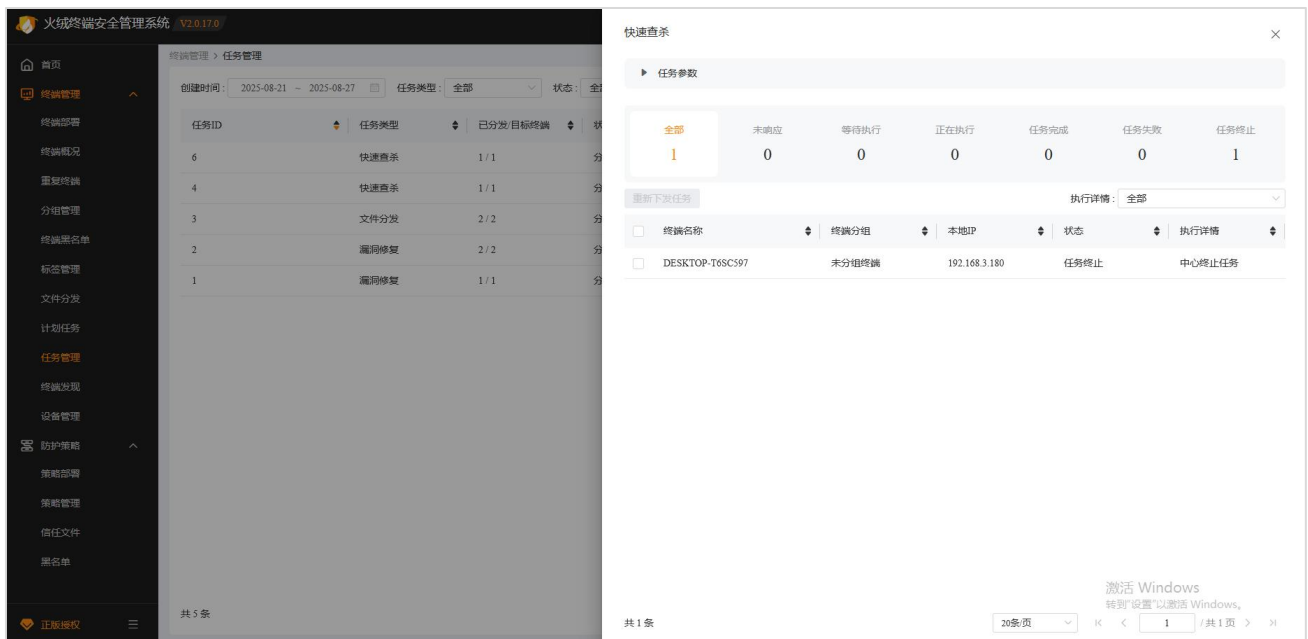 火绒终端安全管理系统 V2.0.17.0
首页
终端管理
终端部署
终端概况
重复终端
分组管理
终端黑名单
标签管理
文件分发
计划任务
任务管理
终端发现
设备管理
防护策略
策略部署
策略管理
信任文件
黑名单
正版授权
终端管理 > 任务管理
创建时间: 2025-08-21 ~ 2025-08-27 任务类型: 全部 状态:
任务ID 任务类型 已分发/目标终端
6 快速查杀 1 / 1 分
4 快速查杀 1 / 1 分
3 文件分发 2 / 2 分
2 漏洞修复 2 / 2 分
1 漏洞修复 1 / 1 分
共 5 条
快速查杀
任务参数
全部 未响应 等待执行 正在执行 任务完成 任务失败 任务终止
1 0 0 0 0 0 1
重新下发任务 执行详情: 全部
终端名称 终端分组 本地IP 状态 执行详情
DESKTOP-T6SC597 未分组终端 192.168.3.180 任务终止 中心终止任务
激活 Windows
转到"设置"以激活 Windows。
共 1 条 20条/页 1 / 共 1 页